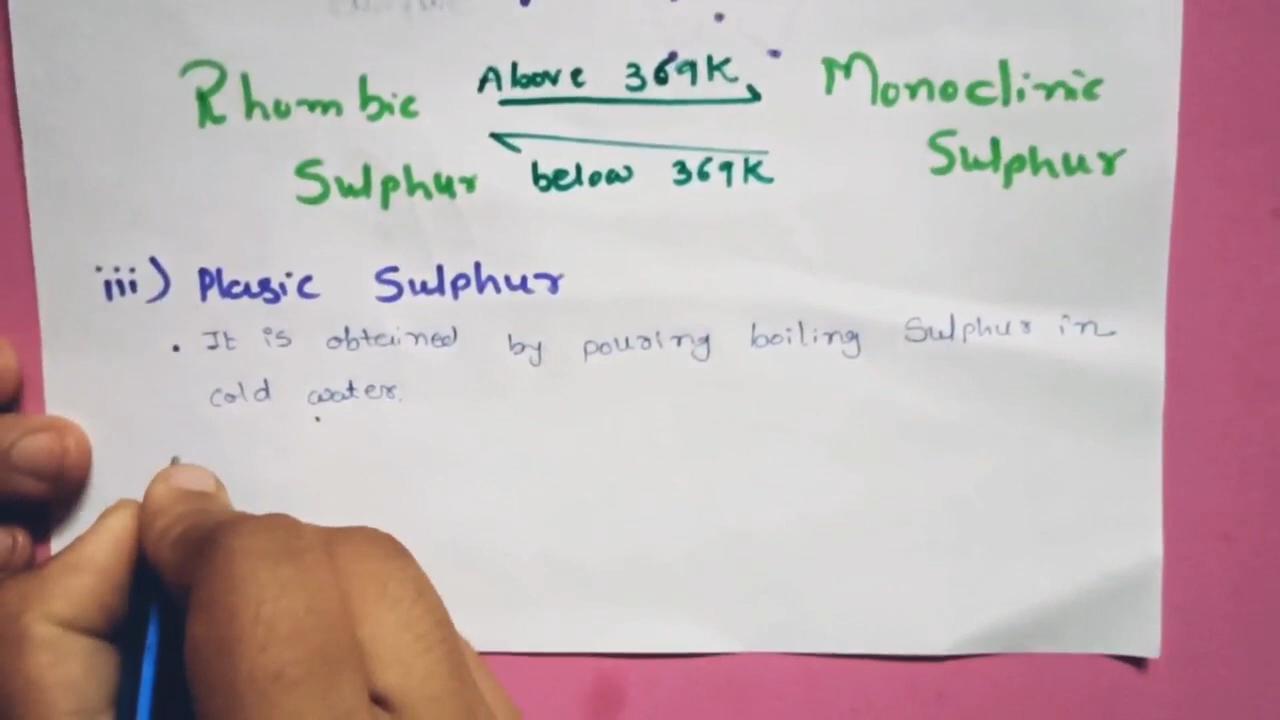 Rhombic Above 369K Monoclinic
Sulphur below 369K Sulphur
iii) Plasic Sulphur
. It is obtained by pouring boiling Sulphur in
cold water.